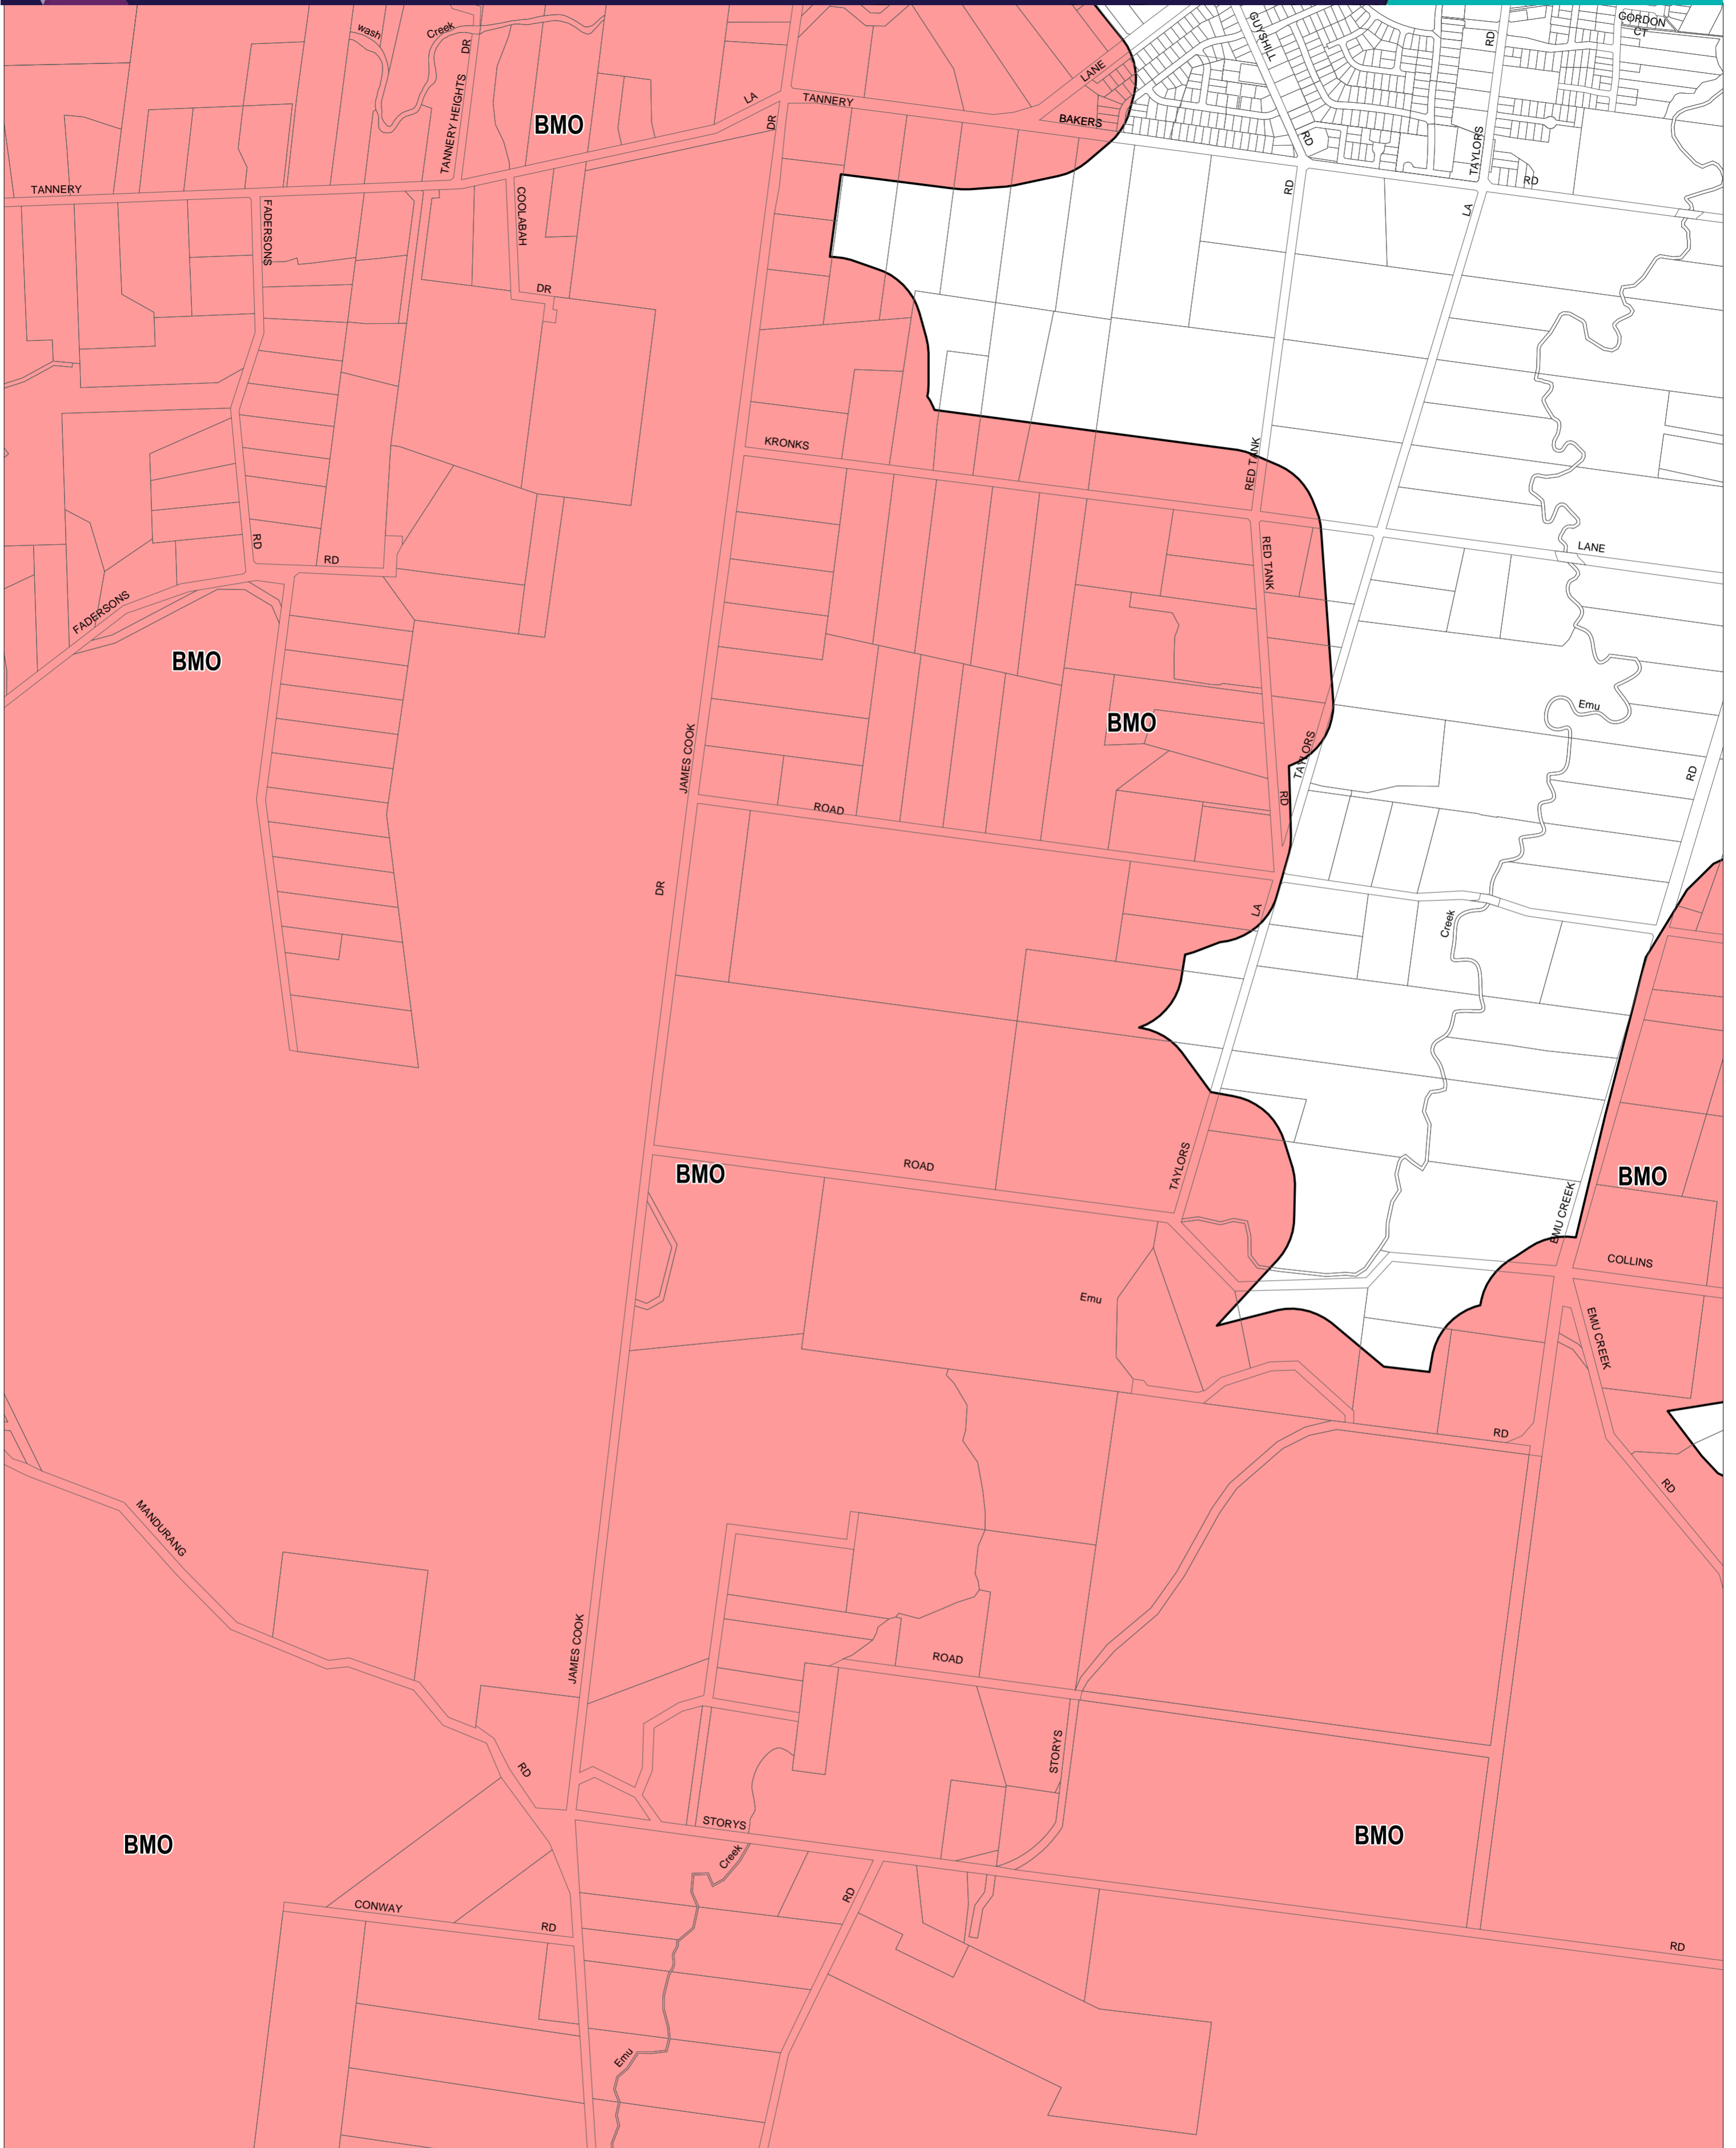 GORDON
CT
GUYSHILL
wash
Creek
DR
RD
LANE
LA
TANNERY
BAKERS
BMO
DR
TANNERY HEIGHTS
RD
TAYLORS
TANNERY
COOLABAH
FADERSONS
RD
RD
LA
DR
KRONKS
RED TANK
RD
RD
RED TANK
LANE
FADERSONS
BMO
BMO
Emu
JAMES COOK
TAYLORS
RD
ROAD
RD
DR
LA
Creek
BMO
ROAD
TAYLORS
BMO
EMU CREEK
COLLINS
Emu
EMU CREEK
RD
RD
MANDURANG
JAMES COOK
ROAD
STORYS
RD
STORYS
BMO
BMO
Creek
RD
CONWAY
RD
RD
Emu